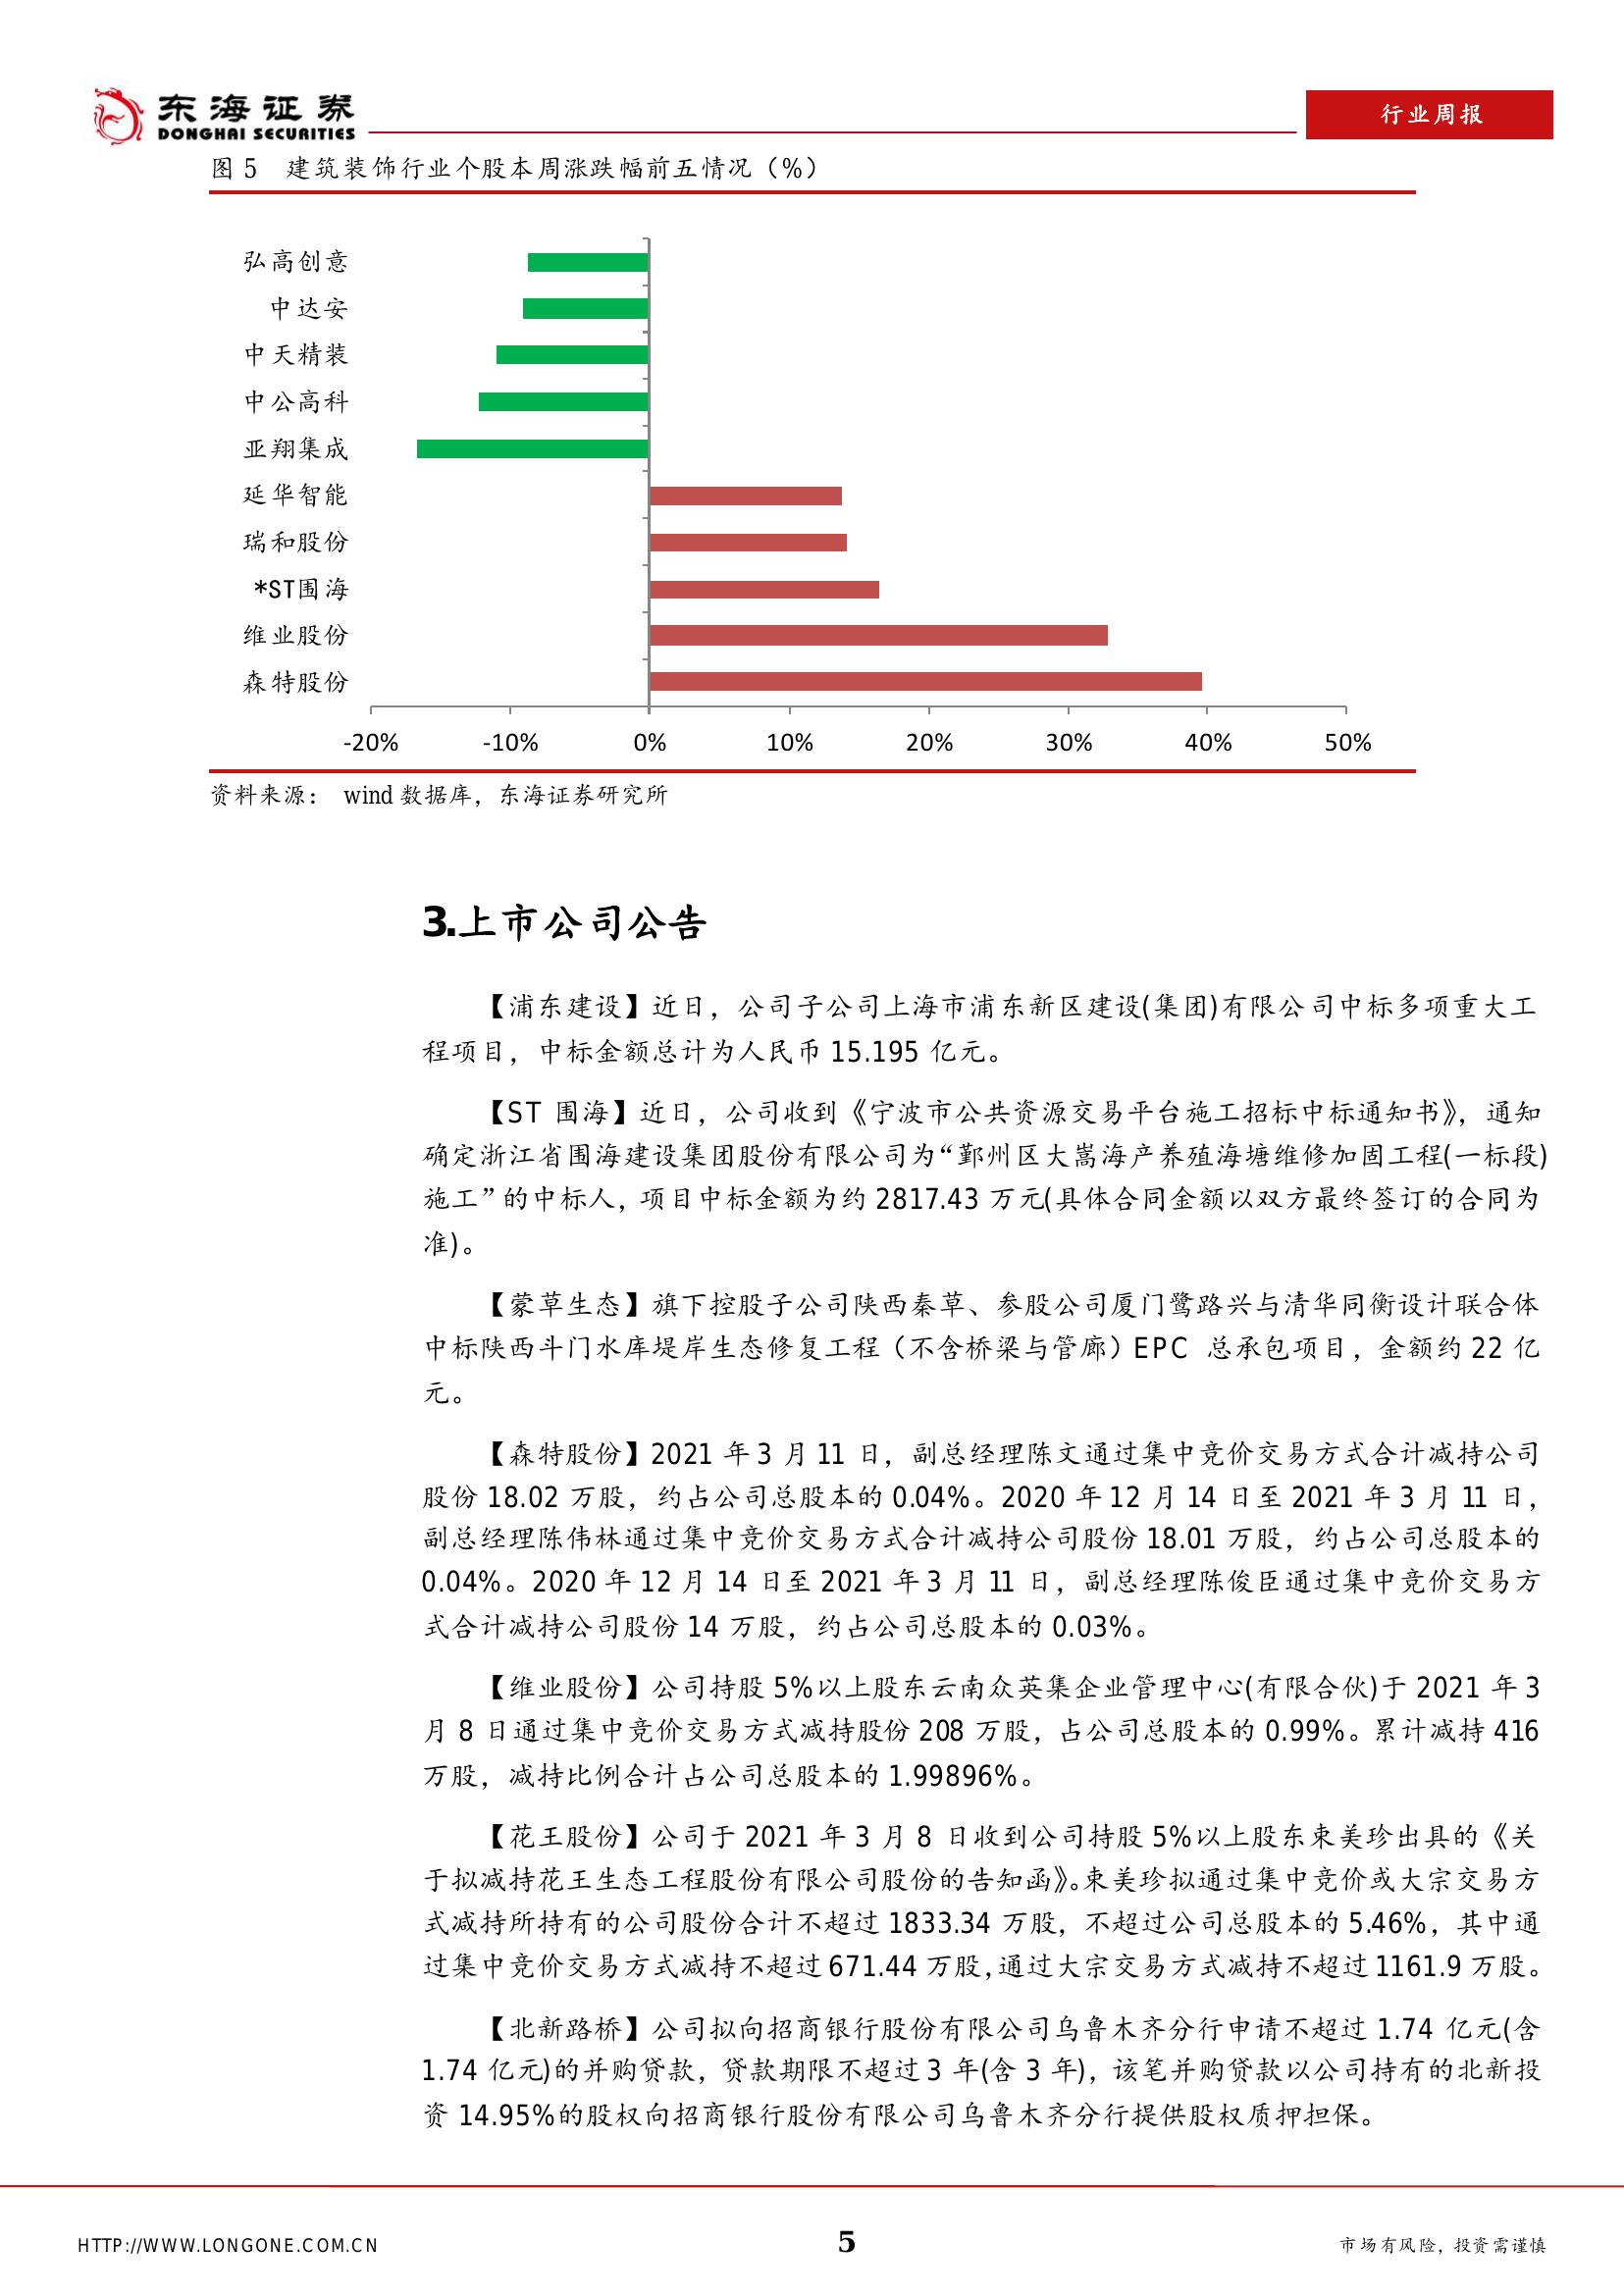 东海证券
DONGHAI SECURITIES
行业周报
图 5 建筑装饰行业个股本周涨跌幅前五情况（%）
弘高创意
中达安
中天精装
中公高科
亚翔集成
延华智能
瑞和股份
*ST围海
维业股份
森特股份
-20% -10% 0% 10% 20% 30% 40% 50%
资料来源： wind 数据库，东海证券研究所
3.上市公司公告
【浦东建设】近日，公司子公司上海市浦东新区建设(集团)有限公司中标多项重大工
程项目，中标金额总计为人民币 15.195 亿元。
【ST 围海】近日，公司收到《宁波市公共资源交易平台施工招标中标通知书》，通知
确定浙江省围海建设集团股份有限公司为“鄞州区大嵩海产养殖海塘维修加固工程(一标段)
施工”的中标人，项目中标金额为约 2817.43 万元(具体合同金额以双方最终签订的合同为
准)。
【蒙草生态】旗下控股子公司陕西秦草、参股公司厦门鹭路兴与清华同衡设计联合体
中标陕西斗门水库堤岸生态修复工程（不含桥梁与管廊）EPC 总承包项目，金额约 22 亿
元。
【森特股份】2021 年 3 月 11 日，副总经理陈文通过集中竞价交易方式合计减持公司
股份 18.02 万股，约占公司总股本的 0.04%。2020 年 12 月 14 日至 2021 年 3 月 11 日，
副总经理陈伟林通过集中竞价交易方式合计减持公司股份 18.01 万股，约占公司总股本的
0.04%。2020 年 12 月 14 日至 2021 年 3 月 11 日，副总经理陈俊臣通过集中竞价交易方
式合计减持公司股份 14 万股，约占公司总股本的 0.03%。
【维业股份】公司持股 5%以上股东云南众英集企业管理中心(有限合伙)于 2021 年 3
月 8 日通过集中竞价交易方式减持股份 208 万股，占公司总股本的 0.99%。累计减持 416
万股，减持比例合计占公司总股本的 1.99896%。
【花王股份】公司于 2021 年 3 月 8 日收到公司持股 5%以上股东束美珍出具的《关
于拟减持花王生态工程股份有限公司股份的告知函》。束美珍拟通过集中竞价或大宗交易方
式减持所持有的公司股份合计不超过 1833.34 万股，不超过公司总股本的 5.46%，其中通
过集中竞价交易方式减持不超过 671.44 万股，通过大宗交易方式减持不超过 1161.9 万股。
【北新路桥】公司拟向招商银行股份有限公司乌鲁木齐分行申请不超过 1.74 亿元(含
1.74 亿元)的并购贷款，贷款期限不超过 3 年(含 3 年)，该笔并购贷款以公司持有的北新投
资 14.95%的股权向招商银行股份有限公司乌鲁木齐分行提供股权质押担保。
HTTP://WWW.LONGONE.COM.CN
5
市场有风险，投资需谨慎